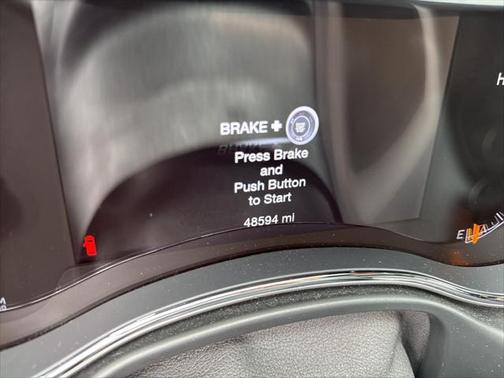 H
BRAKE +
Press Brake
and
Push Button
to Start
48594 mi
E